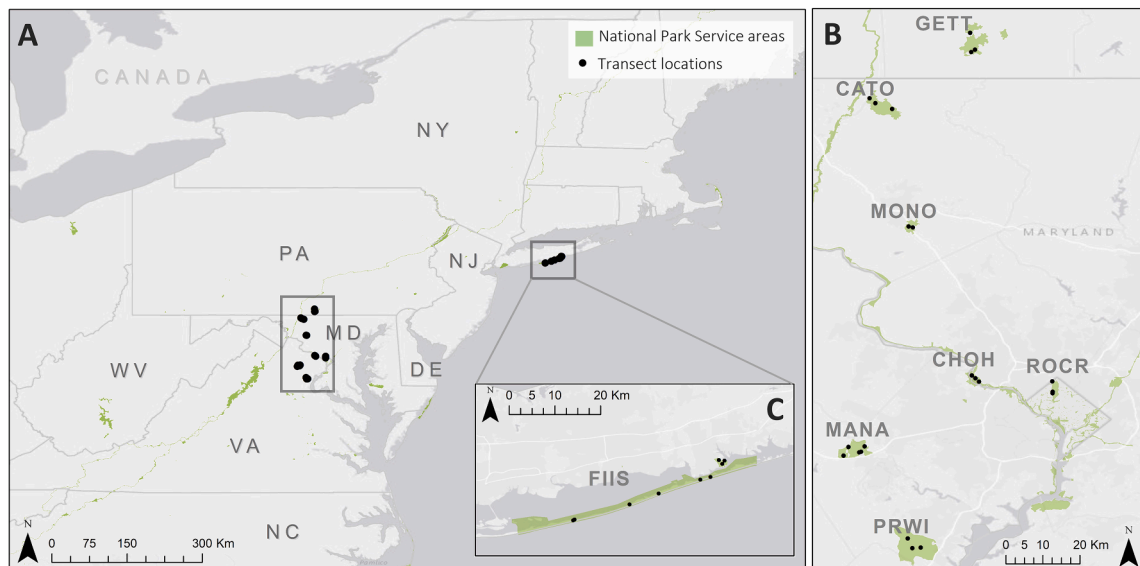 A
CANADA
National Park Service areas
Transect locations
NY
PA
NJ
MD
WV
DE
VA
NC
N
0 75 150 300 Km
N
0 5 10 20 Km
C
FIIS
B
GETT
CATO
MONO
MARYLAND
CHOH
ROCR
MANA
PRWI
0 5 10 20 Km
N